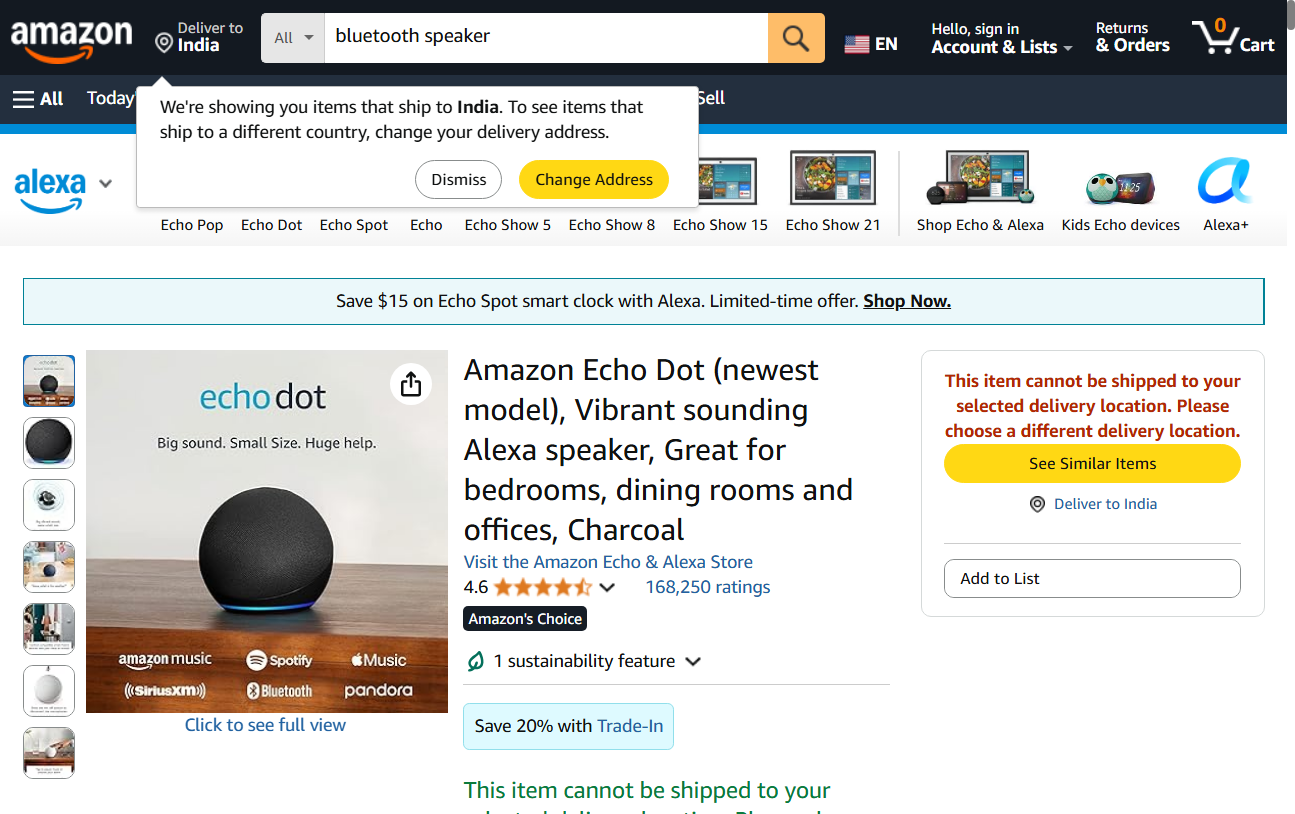 amazon
Deliver to
India
All
bluetooth speaker
EN
Hello, sign in
Account & Lists
Returns
& Orders
0
Cart
All
Today
Sell
We're showing you items that ship to India. To see items that
ship to a different country, change your delivery address.
Dismiss
Change Address
alexa
Echo Pop
Echo Dot
Echo Spot
Echo
Echo Show 5
Echo Show 8
Echo Show 15
Echo Show 21
Shop Echo & Alexa
11:25
Kids Echo devices
Alexa+
Save $15 on Echo Spot smart clock with Alexa. Limited-time offer. Shop Now.
echo dot
Big sound. Small Size. Huge help.
amazon music
Spotify
Music
SiriusXM
Bluetooth
pandora
Click to see full view
Amazon Echo Dot (newest
model), Vibrant sounding
Alexa speaker, Great for
bedrooms, dining rooms and
offices, Charcoal
Visit the Amazon Echo & Alexa Store
4.6
168,250 ratings
Amazon's Choice
1 sustainability feature
Save 20% with Trade-In
This item cannot be shipped to your
This item cannot be shipped to your
selected delivery location. Please
choose a different delivery location.
See Similar Items
Deliver to India
Add to List